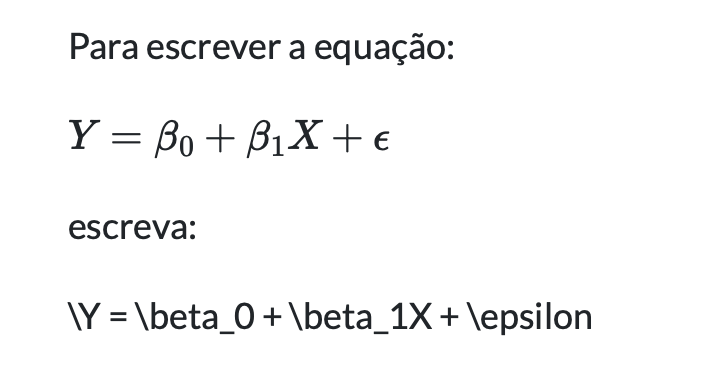 Para escrever a equação:
Y = β₀ + β₁X + ϵ
escreva:
\Y = \beta_0 + \beta_1X + \epsilon